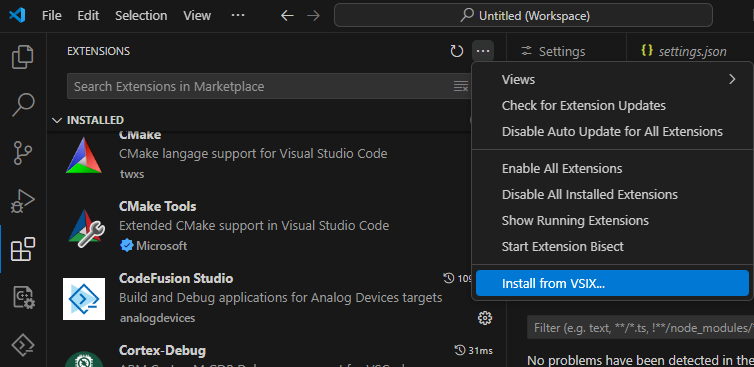 File Edit Selection View ···
Untitled (Workspace)
EXTENSIONS
Search Extensions in Marketplace
INSTALLED
CMake
CMake langage support for Visual Studio Code
twxs
CMake Tools
Extended CMake support in Visual Studio Code
Microsoft
CodeFusion Studio
Build and Debug applications for Analog Devices targets
analogdevices
Cortex-Debug
31ms
Settings
{} settings.json
Views
Check for Extension Updates
Disable Auto Update for All Extensions
Enable All Extensions
Disable All Installed Extensions
Show Running Extensions
Start Extension Bisect
Install from VSIX...
Filter (e.g. text, **/*.ts, !**/node_modules/*
No problems have been detected in the